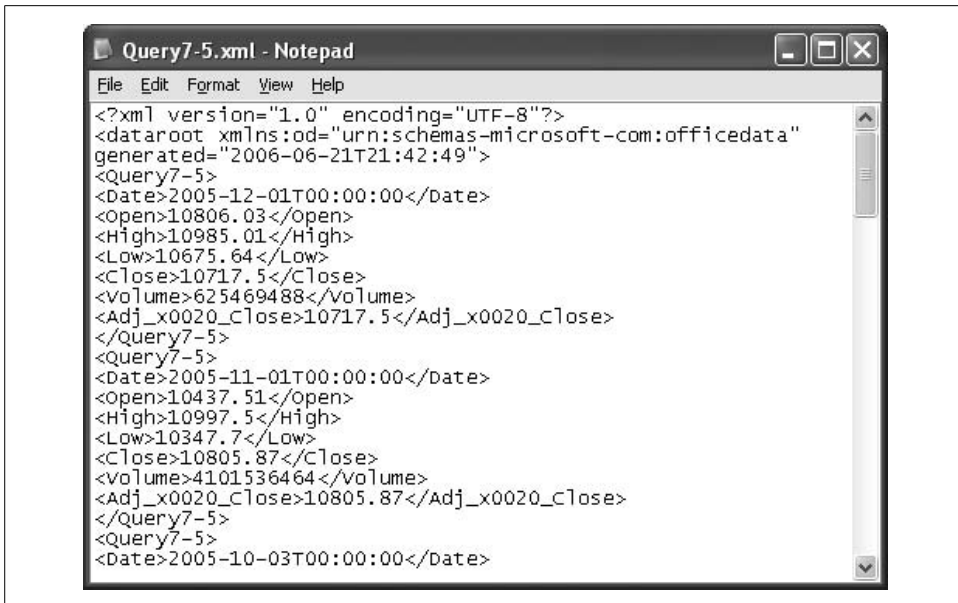 Query7-5.xml - Notepad
File Edit Format View Help
<?xml version="1.0" encoding="UTF-8"?>
<dataroot xmlns:od="urn:schemas-microsoft-com:officedata"
generated="2006-06-21T21:42:49">
<Query7-5>
<Date>2005-12-01T00:00:00</Date>
<Open>10806.03</Open>
<High>10985.01</High>
<Low>10675.64</Low>
<Close>10717.5</Close>
<Volume>625469488</Volume>
<Adj_x0020_Close>10717.5</Adj_x0020_Close>
</Query7-5>
<Query7-5>
<Date>2005-11-01T00:00:00</Date>
<Open>10437.51</Open>
<High>10997.5</High>
<Low>10347.7</Low>
<Close>10805.87</Close>
<Volume>4101536464</Volume>
<Adj_x0020_Close>10805.87</Adj_x0020_Close>
</Query7-5>
<Query7-5>
<Date>2005-10-03T00:00:00</Date>